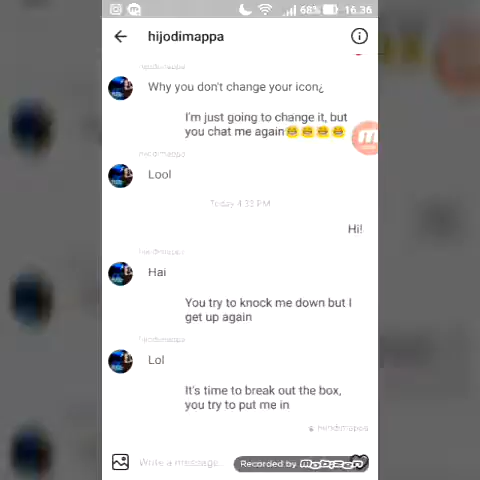 68% 16.36
hijodimappa
hijodimappa
Why you don't change your icon¿
I'm just going to change it, but
you chat me again😂😂😂😂
hijodimappa
Lool
Today 4:33 PM
Hi!
hijodimappa
Hai
You try to knock me down but I
get up again
hijodimappa
Lol
It's time to break out the box,
you try to put me in
hijodimappa
Write a message...
Recorded by mobizen